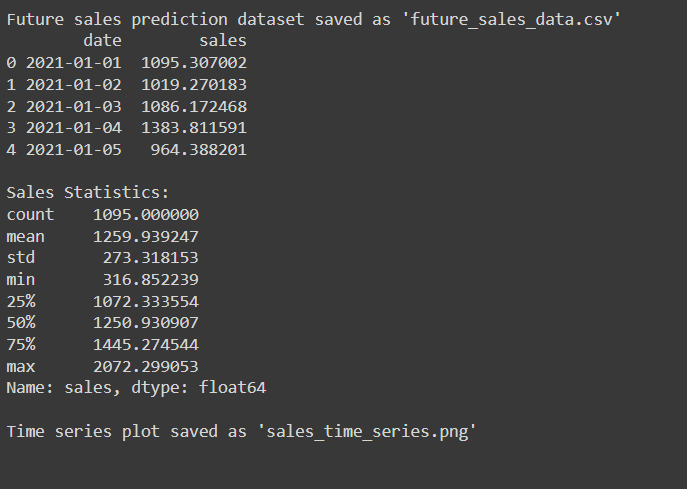 Future sales prediction dataset saved as 'future_sales_data.csv'
date sales
0 2021-01-01 1095.307002
1 2021-01-02 1019.270183
2 2021-01-03 1086.172468
3 2021-01-04 1383.811591
4 2021-01-05 964.388201
Sales Statistics:
count 1095.000000
mean 1259.939247
std 273.318153
min 316.852239
25% 1072.333554
50% 1250.930907
75% 1445.274544
max 2072.299053
Name: sales, dtype: float64
Time series plot saved as 'sales_time_series.png'